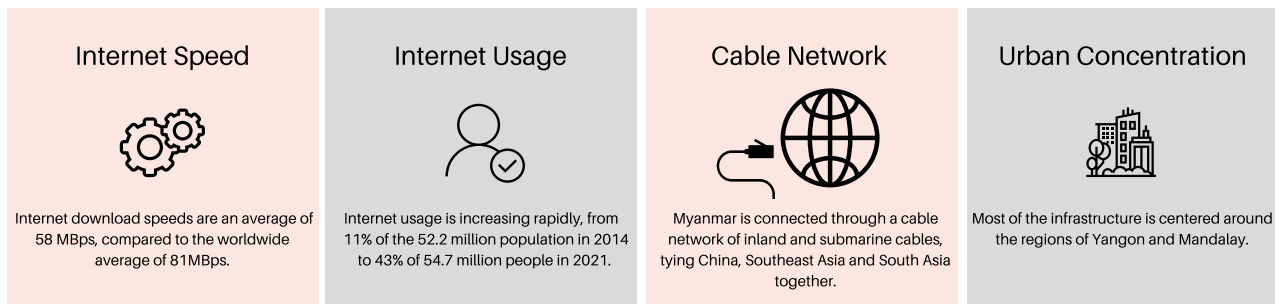 Internet Speed
Internet download speeds are an average of
58 MBps, compared to the worldwide
average of 81MBps.
Internet Usage
Internet usage is increasing rapidly, from
11% of the 52.2 million population in 2014
to 43% of 54.7 million people in 2021.
Cable Network
Myanmar is connected through a cable
network of inland and submarine cables,
tying China, Southeast Asia and South Asia
together.
Urban Concentration
Most of the infrastructure is centered around
the regions of Yangon and Mandalay.